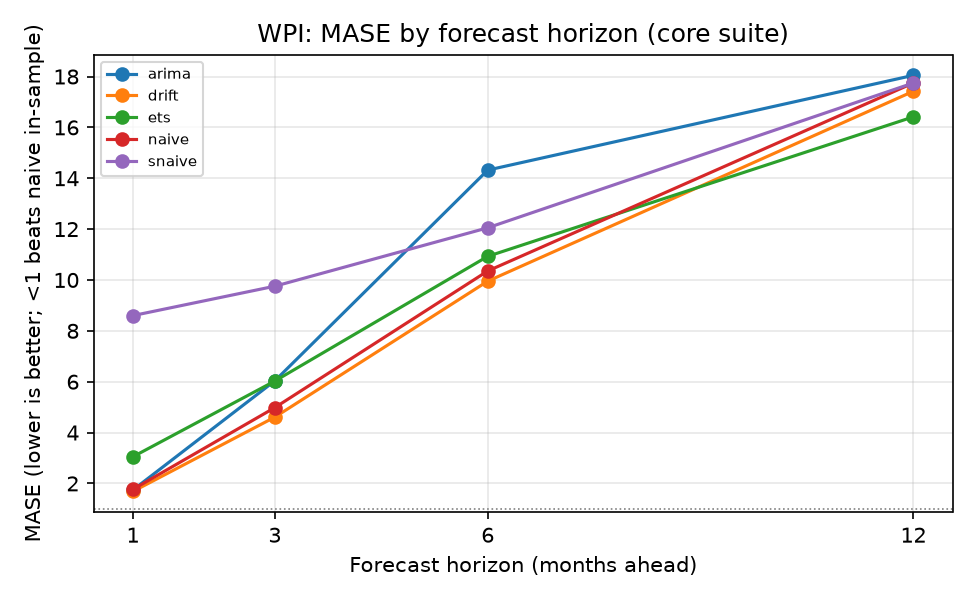 WPI: MASE by forecast horizon (core suite)
MASE (lower is better; <1 beats naive in-sample)
18
16
14
12
10
8
6
4
2
arima
drift
ets
naive
snaive
1
3
6
12
Forecast horizon (months ahead)